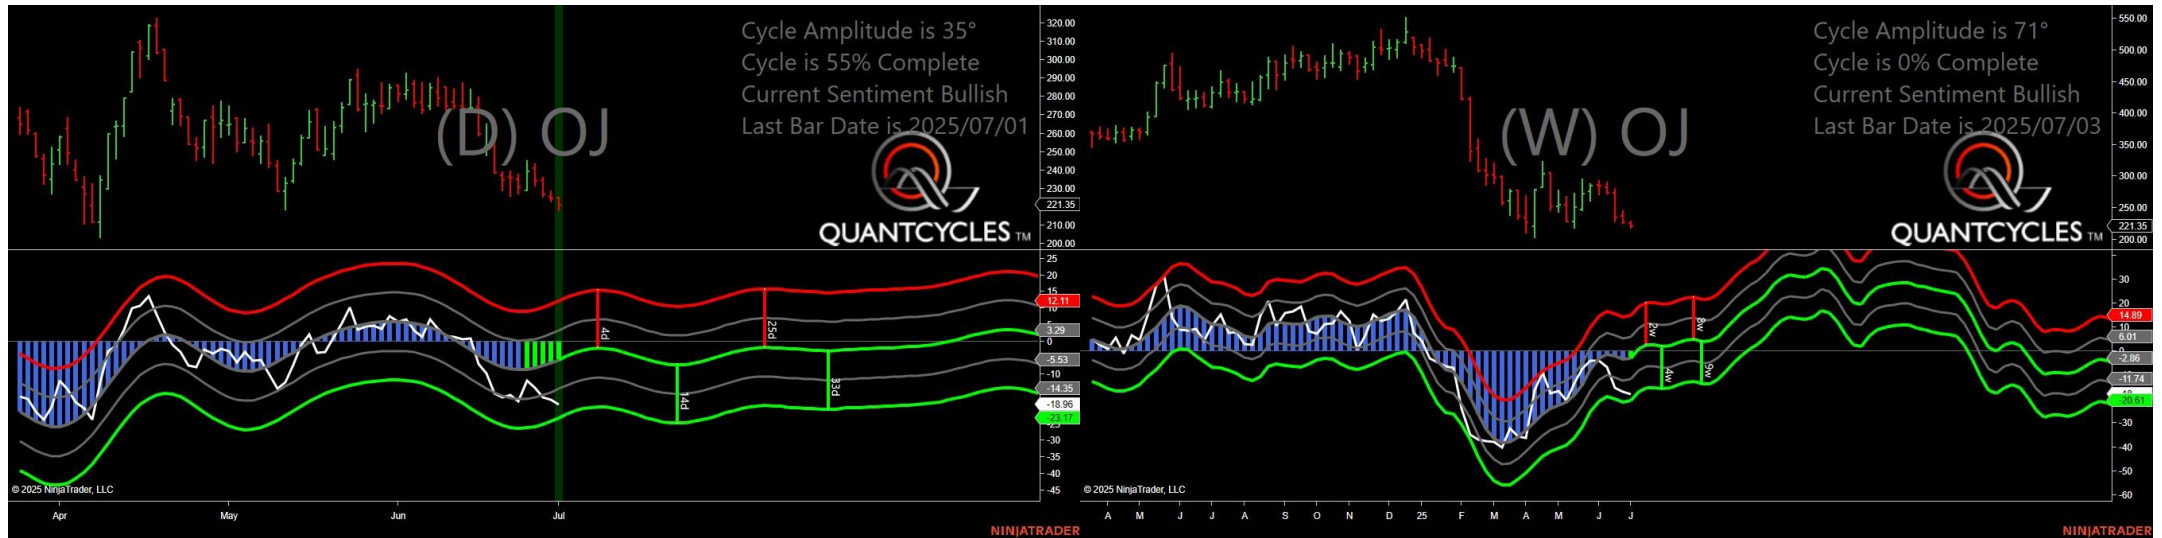 Cycle Amplitude is 35°
Cycle is 55% Complete
Current Sentiment Bullish
Last Bar Date is 2025/07/01
(D) OJ
QUANTCYCLES TM
320.00
310.00
300.00
290.00
280.00
270.00
260.00
250.00
240.00
230.00
221.35
210.00
200.00
25
20
15
12.11
3.29
0
-5.53
-10
-14.35
-18.96
-23.17
-30
-35
-40
-45
4d
25d
14d
33d
© 2025 NinjaTrader, LLC
Apr
May
Jun
Jul
NINJATRADER
Cycle Amplitude is 71°
Cycle is 0% Complete
Current Sentiment Bullish
Last Bar Date is 2025/07/03
(W) OJ
QUANTCYCLES TM
550.00
500.00
450.00
400.00
350.00
300.00
250.00
221.35
200.00
30
20
14.89
10
6.01
-2.86
-11.74
-20.61
-30
-40
-50
-60
2w
8w
4w
9w
© 2025 NinjaTrader, LLC
A
M
J
J
A
S
O
N
D
25
F
M
A
M
J
J
NINJATRADER